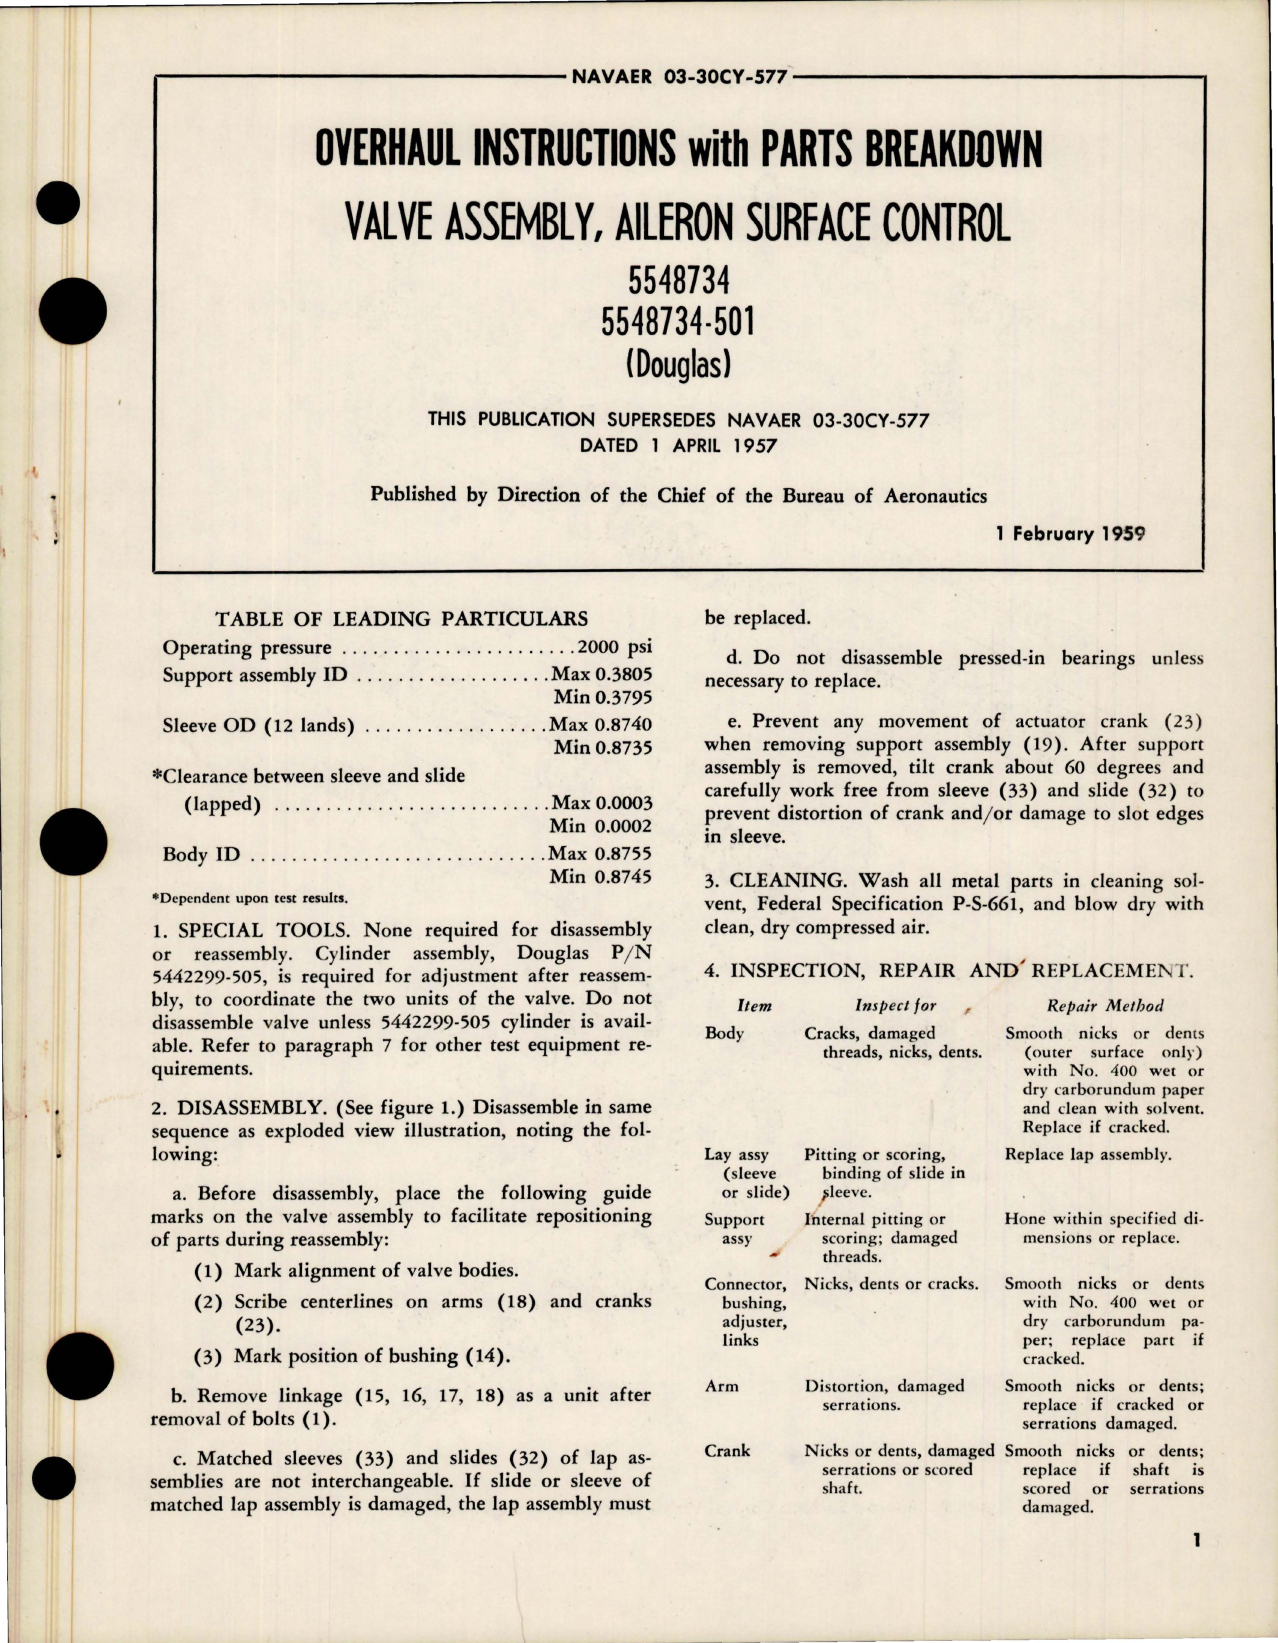 NAVAER 03-30CY-577
OVERHAUL INSTRUCTIONS with PARTS BREAKDOWN
VALVE ASSEMBLY, AILERON SURFACE CONTROL
5548734
5548734-501
(Douglas)
THIS PUBLICATION SUPERSEDES NAVAER 03-30CY-577
DATED 1 APRIL 1957
Published by Direction of the Chief of the Bureau of Aeronautics
1 February 1959
TABLE OF LEADING PARTICULARS
Operating pressure . . . . . . . . . . . . . . . . . . . . . . . 2000 psi
Support assembly ID . . . . . . . . . . . . . . . . . . . Max 0.3805
Min 0.3795
Sleeve OD (12 lands) . . . . . . . . . . . . . . . . . . Max 0.8740
Min 0.8735
*Clearance between sleeve and slide
(lapped) . . . . . . . . . . . . . . . . . . . . . . . . . . . Max 0.0003
Min 0.0002
Body ID . . . . . . . . . . . . . . . . . . . . . . . . . . . . . Max 0.8755
Min 0.8745
*Dependent upon test results.
1. SPECIAL TOOLS. None required for disassembly
or reassembly. Cylinder assembly, Douglas P/N
5442299-505, is required for adjustment after reassem-
bly, to coordinate the two units of the valve. Do not
disassemble valve unless 5442299-505 cylinder is avail-
able. Refer to paragraph 7 for other test equipment re-
quirements.
2. DISASSEMBLY. (See figure 1.) Disassemble in same
sequence as exploded view illustration, noting the fol-
lowing:
a. Before disassembly, place the following guide
marks on the valve assembly to facilitate repositioning
of parts during reassembly:
(1) Mark alignment of valve bodies.
(2) Scribe centerlines on arms (18) and cranks
(23).
(3) Mark position of bushing (14).
b. Remove linkage (15, 16, 17, 18) as a unit after
removal of bolts (1).
c. Matched sleeves (33) and slides (32) of lap as-
semblies are not interchangeable. If slide or sleeve of
matched lap assembly is damaged, the lap assembly must
be replaced.
d. Do not disassemble pressed-in bearings unless
necessary to replace.
e. Prevent any movement of actuator crank (23)
when removing support assembly (19). After support
assembly is removed, tilt crank about 60 degrees and
carefully work free from sleeve (33) and slide (32) to
prevent distortion of crank and/or damage to slot edges
in sleeve.
3. CLEANING. Wash all metal parts in cleaning sol-
vent, Federal Specification P-S-661, and blow dry with
clean, dry compressed air.
4. INSPECTION, REPAIR AND REPLACEMENT.
Item Inspect for Repair Method
Body Cracks, damaged Smooth nicks or dents
threads, nicks, dents. (outer surface only)
with No. 400 wet or
dry carborundum paper
and clean with solvent.
Replace if cracked.
Lay assy Pitting or scoring, Replace lap assembly.
(sleeve binding of slide in
or slide) sleeve.
Support Internal pitting or Hone within specified di-
assy scoring; damaged mensions or replace.
threads.
Connector, Nicks, dents or cracks. Smooth nicks or dents
bushing, with No. 400 wet or
adjuster, dry carborundum pa-
links per; replace part if
cracked.
Arm Distortion, damaged Smooth nicks or dents;
serrations. replace if cracked or
serrations damaged.
Crank Nicks or dents, damaged Smooth nicks or dents;
serrations or scored replace if shaft is
shaft. scored or serrations
damaged.
1